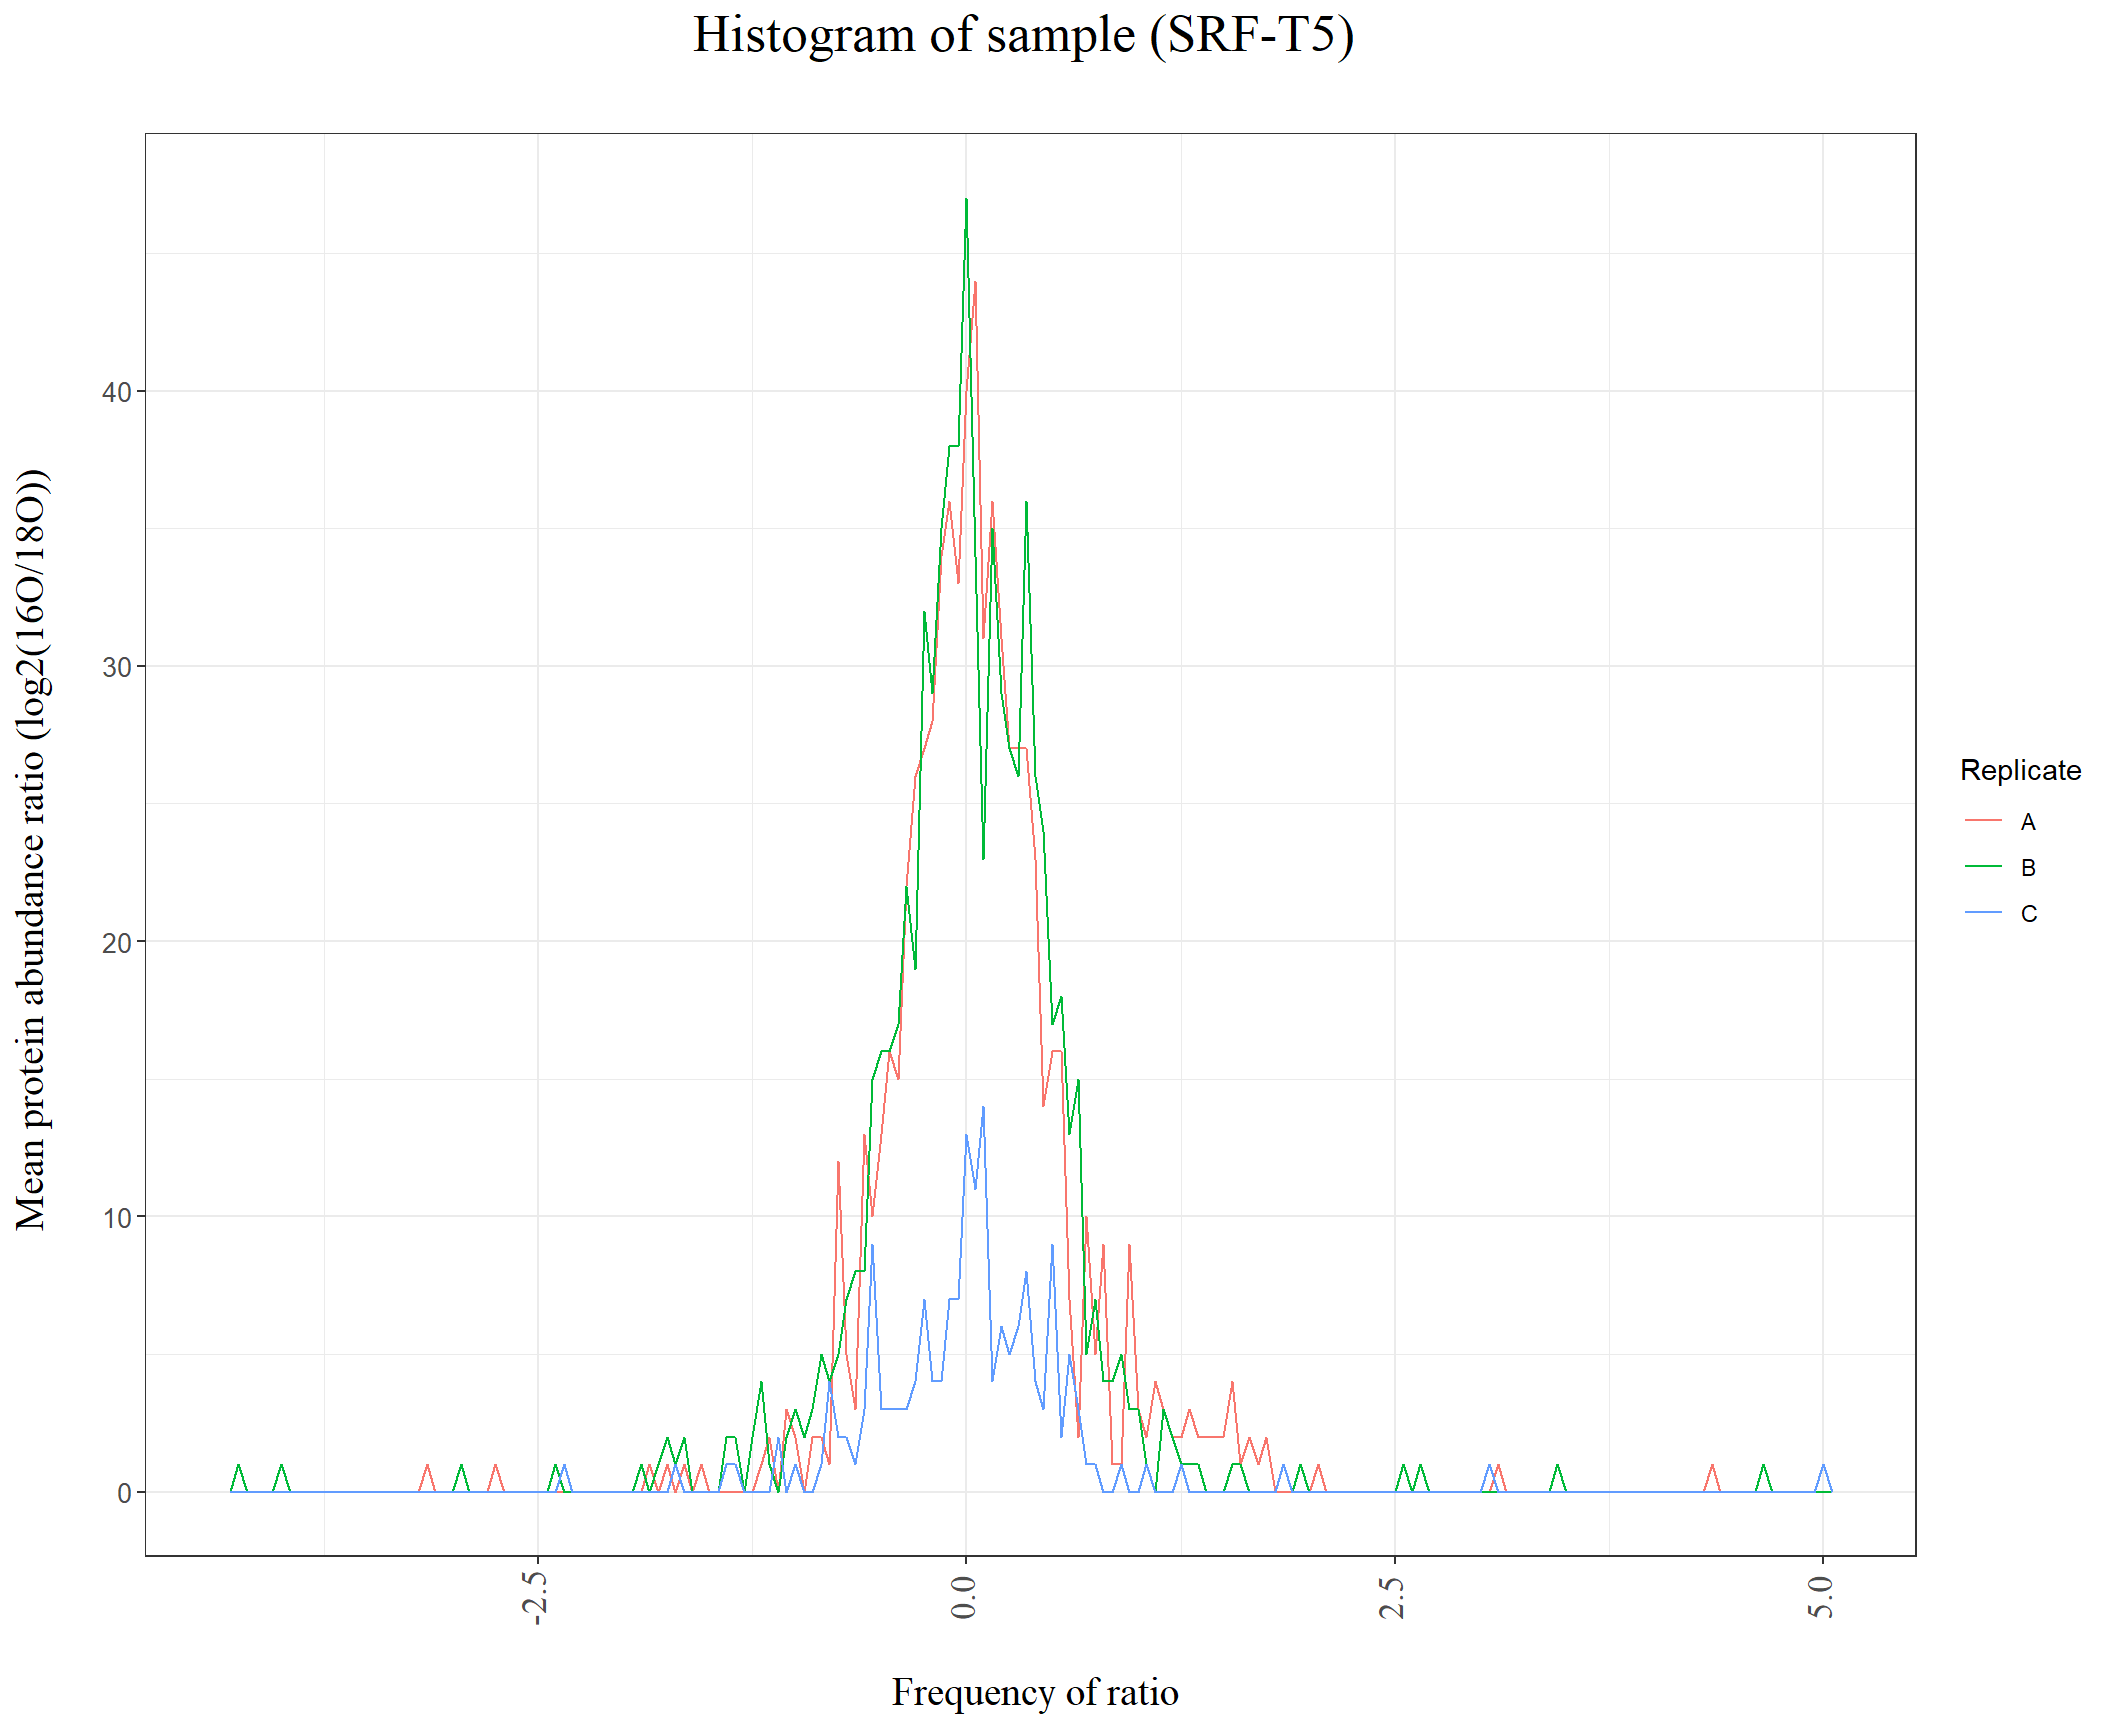 Histogram of sample (SRF-T5)
Mean protein abundance ratio (log2(16O/18O))
40
30
20
10
0
-2.5
0.0
2.5
5.0
Frequency of ratio
Replicate
A
B
C